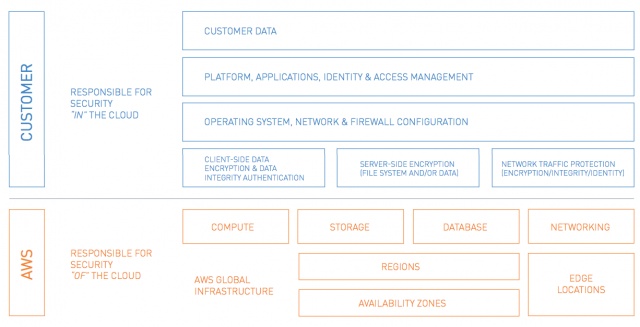 CUSTOMER
RESPONSIBLE FOR
SECURITY
"IN" THE CLOUD
CUSTOMER DATA
PLATFORM, APPLICATIONS, IDENTITY & ACCESS MANAGEMENT
OPERATING SYSTEM, NETWORK & FIREWALL CONFIGURATION
CLIENT-SIDE DATA
ENCRYPTION & DATA
INTEGRITY AUTHENTICATION
SERVER-SIDE ENCRYPTION
(FILE SYSTEM AND/OR DATA)
NETWORK TRAFFIC PROTECTION
(ENCRYPTION/INTEGRITY/IDENTITY)
AWS
RESPONSIBLE FOR
SECURITY
"OF" THE CLOUD
COMPUTE
STORAGE
DATABASE
NETWORKING
AWS GLOBAL
INFRASTRUCTURE
REGIONS
AVAILABILITY ZONES
EDGE
LOCATIONS